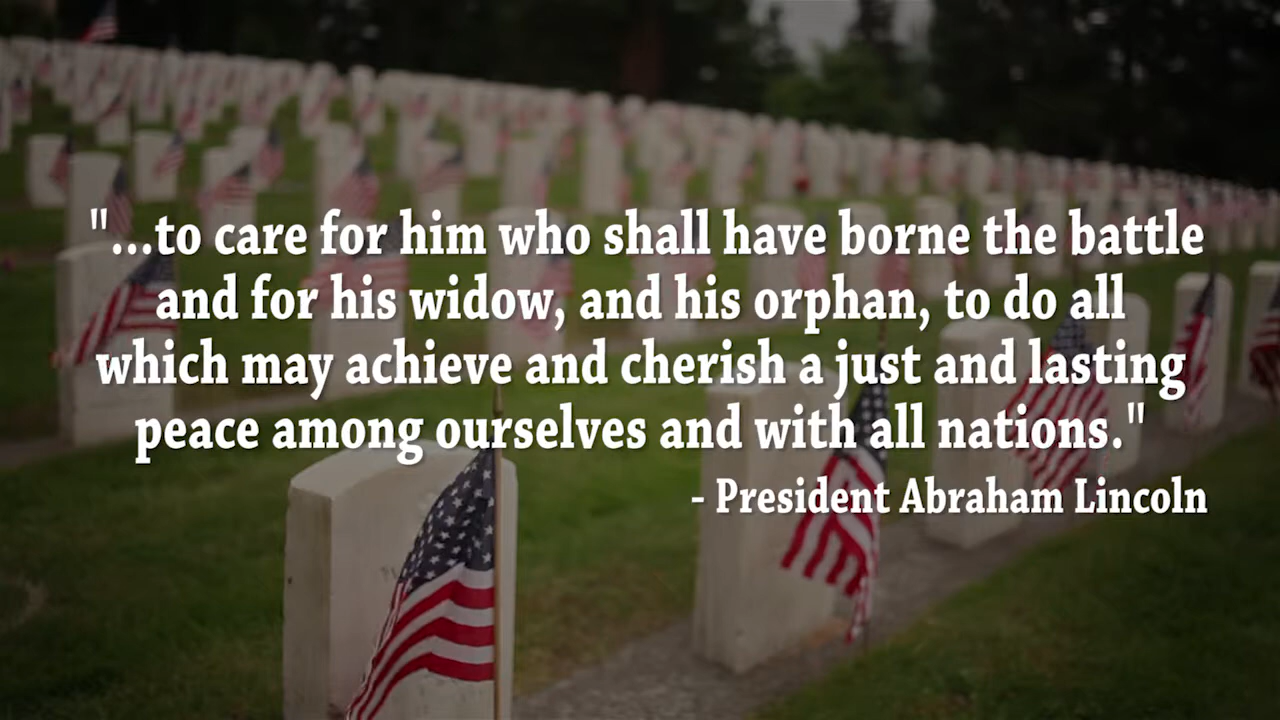 "...to care for him who shall have borne the battle
and for his widow, and his orphan, to do all
which may achieve and cherish a just and lasting
peace among ourselves and with all nations."
- President Abraham Lincoln